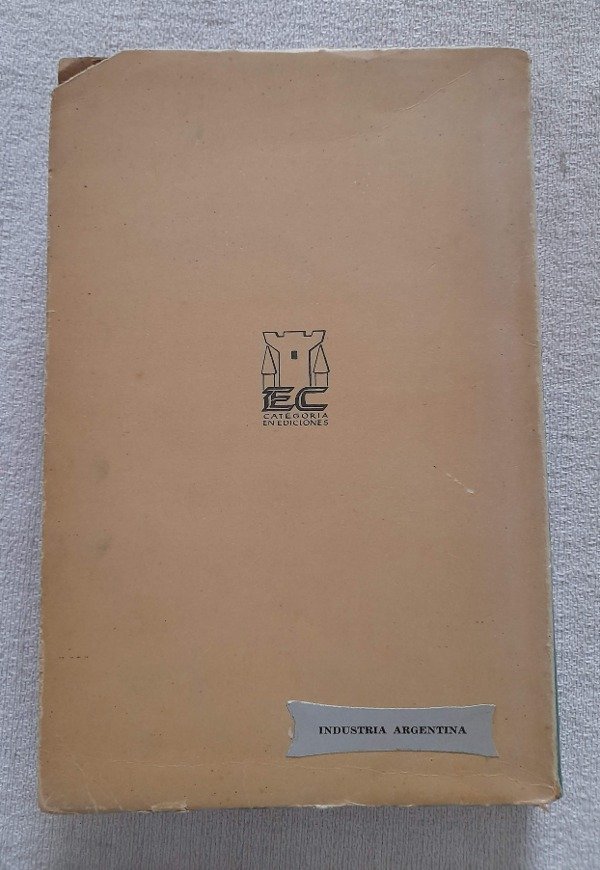 EC
CATEGORIA
EN EDICIONES
INDUSTRIA ARGENTINA